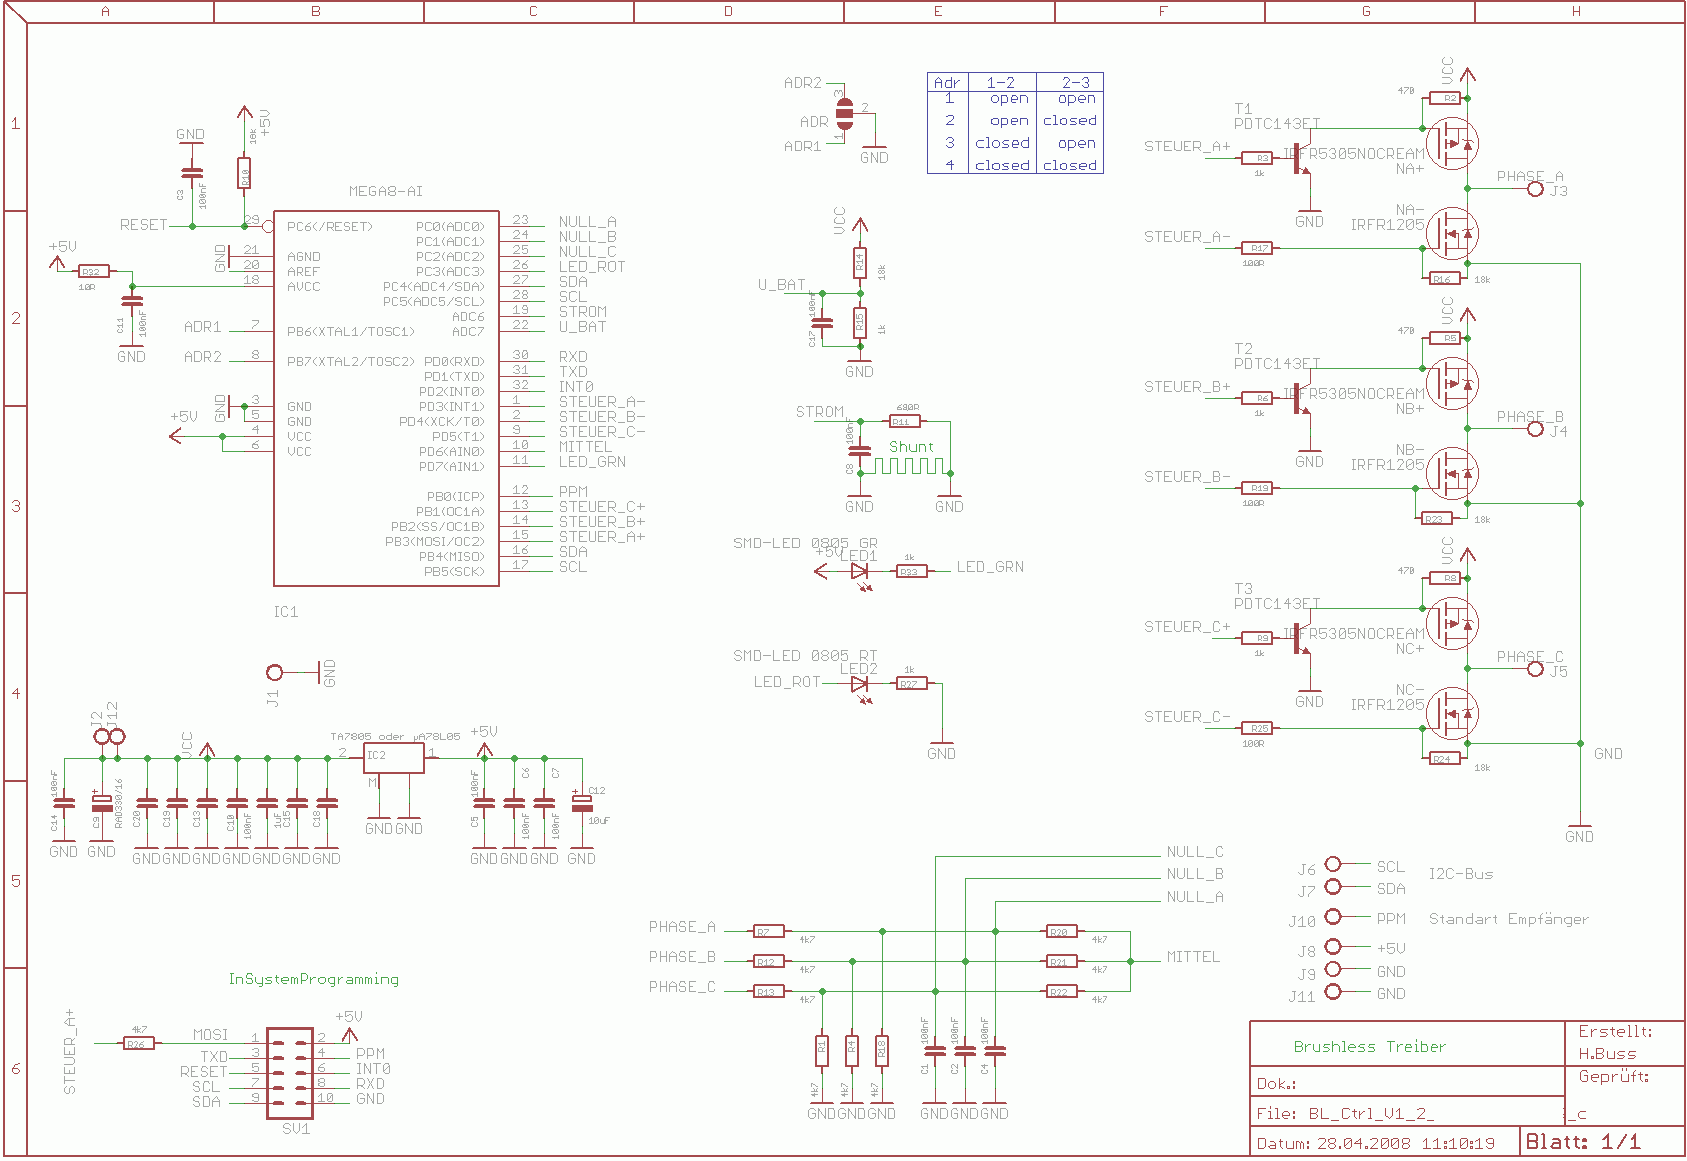 A B C D E F G H
1
2
3
4
5
6
GND
+5V
10k
R10
C3
100nF
RESET
MEGA8-AI
29 PC6(/RESET)
GND
21 AGND
20 AREF
18 AVCC
+5V
R32
10R
C11
100nF
GND
ADR1 7 PB6(XTAL1/TOSC1)
ADR2 8 PB7(XTAL2/TOSC2)
GND
3 GND
5 GND
+5V
4 VCC
6 VCC
PC0(ADC0) 23 NULL_A
PC1(ADC1) 24 NULL_B
PC2(ADC2) 25 NULL_C
PC3(ADC3) 26 LED_ROT
PC4(ADC4/SDA) 27 SDA
PC5(ADC5/SCL) 28 SCL
ADC6 19 STROM
ADC7 22 U_BAT
PD0(RXD) 30 RXD
PD1(TXD) 31 TXD
PD2(INT0) 32 INT0
PD3(INT1) 1 STEUER_A-
PD4(XCK/T0) 2 STEUER_B-
PD5(T1) 9 STEUER_C-
PD6(AIN0) 10 MITTEL
PD7(AIN1) 11 LED_GRN
PB0(ICP) 12 PPM
PB1(OC1A) 13 STEUER_C+
PB2(SS/OC1B) 14 STEUER_B+
PB3(MOSI/OC2) 15 STEUER_A+
PB4(MISO) 16 SDA
PB5(SCK) 17 SCL
IC1
ADR2
3
ADR 2
ADR1
1
GND
Adr 1-2 2-3
1 open open
2 open closed
3 closed open
4 closed closed
VCC
R14
18k
U_BAT
100nF
C17
R15
1k
GND
STROM
680R
R11
100nF
C8
Shunt
GND GND
SMD-LED 0805 GR
+5V
LED1
1k
R33
LED_GRN
SMD-LED 0805 RT
LED2
LED_ROT
1k
R27
GND
VCC
470
R2
T1
PDTC143ET
STEUER_A+
R3
1k
IRFR5305NOCREAM
NA+
PHASE_A
J3
GND
NA-
IRFR1205
STEUER_A-
R17
100R
R16
18k
VCC
470
R5
T2
PDTC143ET
STEUER_B+
R6
1k
IRFR5305NOCREAM
NB+
PHASE_B
J4
GND
NB-
IRFR1205
STEUER_B-
R19
100R
R23
18k
VCC
470
R8
T3
PDTC143ET
STEUER_C+
R9
1k
IRFR5305NOCREAM
NC+
PHASE_C
J5
GND
NC-
IRFR1205
STEUER_C-
R25
100R
R24
18k
GND
GND
J1
GND
J2
J12
VCC
TA7805 oder µA78L05
2 IC2 1
M
+5V
GND GND
C14
100nF
C9
RAD330/16
C20
C19
C13
C10
100nF
1uF
C15
C18
C5
100nF
C6
100nF
C7
100nF
C12
10uF
GND GND GND GND GND GND GND GND GND
GND GND GND GND
NULL_C
NULL_B
NULL_A
PHASE_A R7 4k7 R20 4k7
PHASE_B R12 4k7 R21 4k7 MITTEL
PHASE_C R13 4k7 R22 4k7
R1 4k7
R4 4k7
R18 4k7
C1 100nF
C2 100nF
C4 100nF
GND GND GND GND GND GND
J6 SCL
J7 SDA
I2C-Bus
J10 PPM Standart Empfänger
J8 +5V
J9 GND
J11 GND
InSystemProgramming
STEUER_A+
4k7
R26
+5V
MOSI 1 2
TXD 3 4 PPM
RESET 5 6 INT0
SCL 7 8 RXD
SDA 9 10 GND
SV1
Brushless Treiber
Erstellt:
H.Buss
Geprüft:
Dok.:
File: BL_Ctrl_V1_2_ _c
Datum: 28.04.2008 11:10:19
Blatt: 1/1